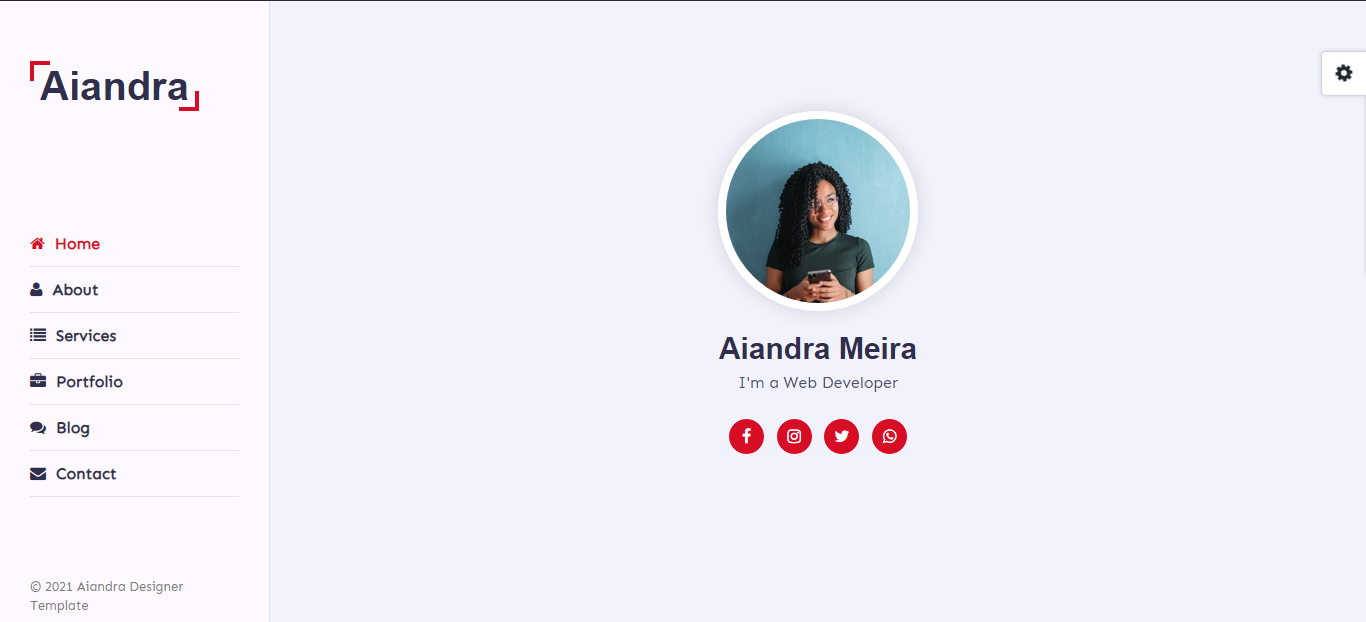 Aiandra
Home
About
Services
Portfolio
Blog
Contact
© 2021 Aiandra Designer
Template
Aiandra Meira
I'm a Web Developer